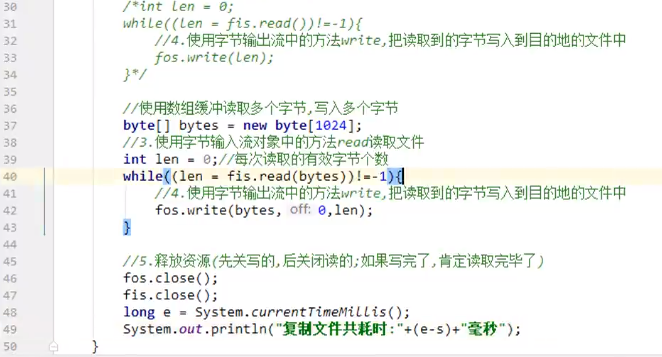 30 /*int len = 0;
31 while((len = fis.read())!=-1){
32 //4.使用字节输出流中的方法write,把读取到的字节写入到目的地的文件中
33 fos.write(len);
34 }*/
35
36 //使用数组缓冲读取多个字节,写入多个字节
37 byte[] bytes = new byte[1024];
38 //3.使用字节输入流对象中的方法read读取文件
39 int len = 0;//每次读取的有效字节个数
40 while((len = fis.read(bytes))!=-1){
41 //4.使用字节输出流中的方法write,把读取到的字节写入到目的地的文件中
42 fos.write(bytes, off: 0,len);
43 }
44
45 //5.释放资源(先关写的,后关闭读的;如果写完了,肯定读取完毕了)
46 fos.close();
47 fis.close();
48 long e = System.currentTimeMillis();
49 System.out.println("复制文件共耗时:"+(e-s)+"毫秒");
50 }